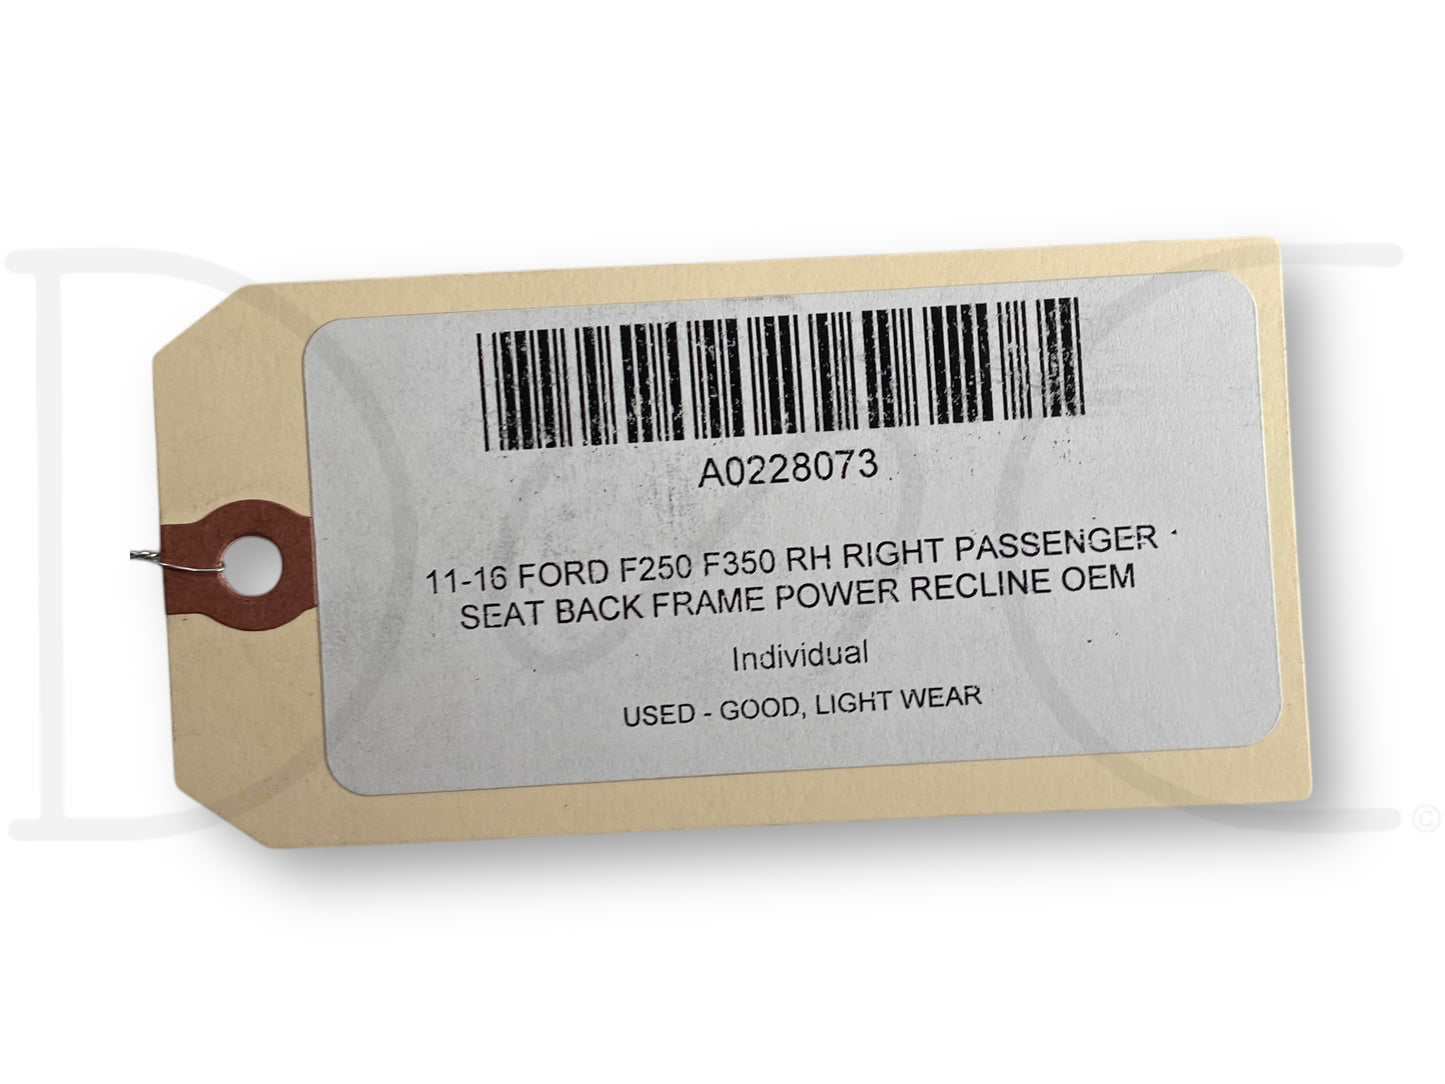 A0228073
11-16 FORD F250 F350 RH RIGHT PASSENGER
SEAT BACK FRAME POWER RECLINE OEM
Individual
USED - GOOD, LIGHT WEAR
©